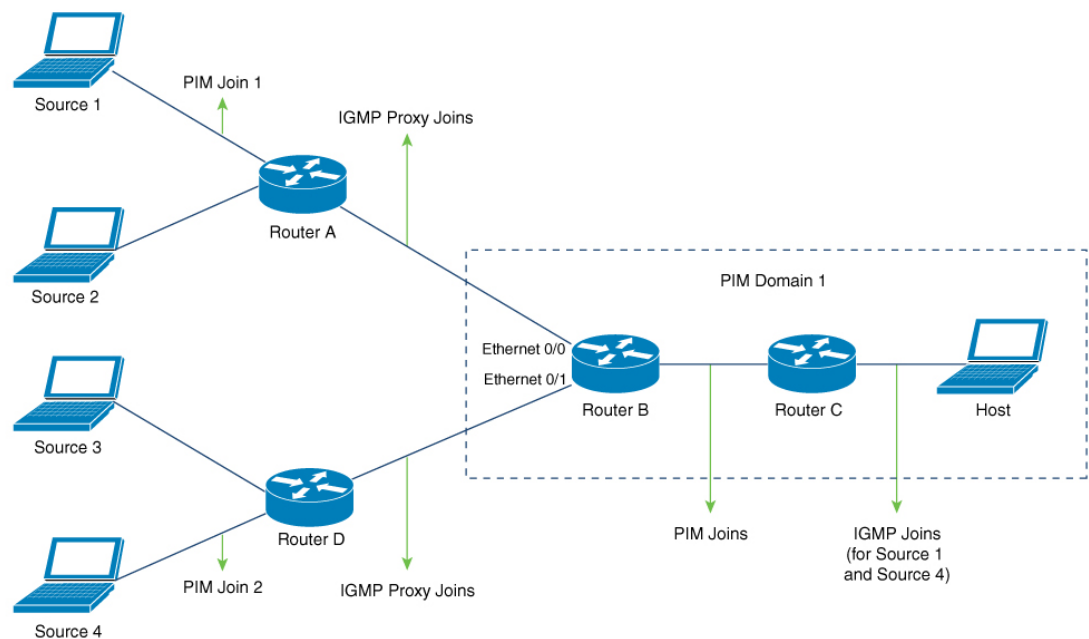 Source 1
PIM Join 1
IGMP Proxy Joins
Router A
Source 2
PIM Domain 1
Ethernet 0/0
Ethernet 0/1
Router B
Router C
Host
Source 3
Router D
PIM Joins
IGMP Joins
(for Source 1
and Source 4)
PIM Join 2
IGMP Proxy Joins
Source 4